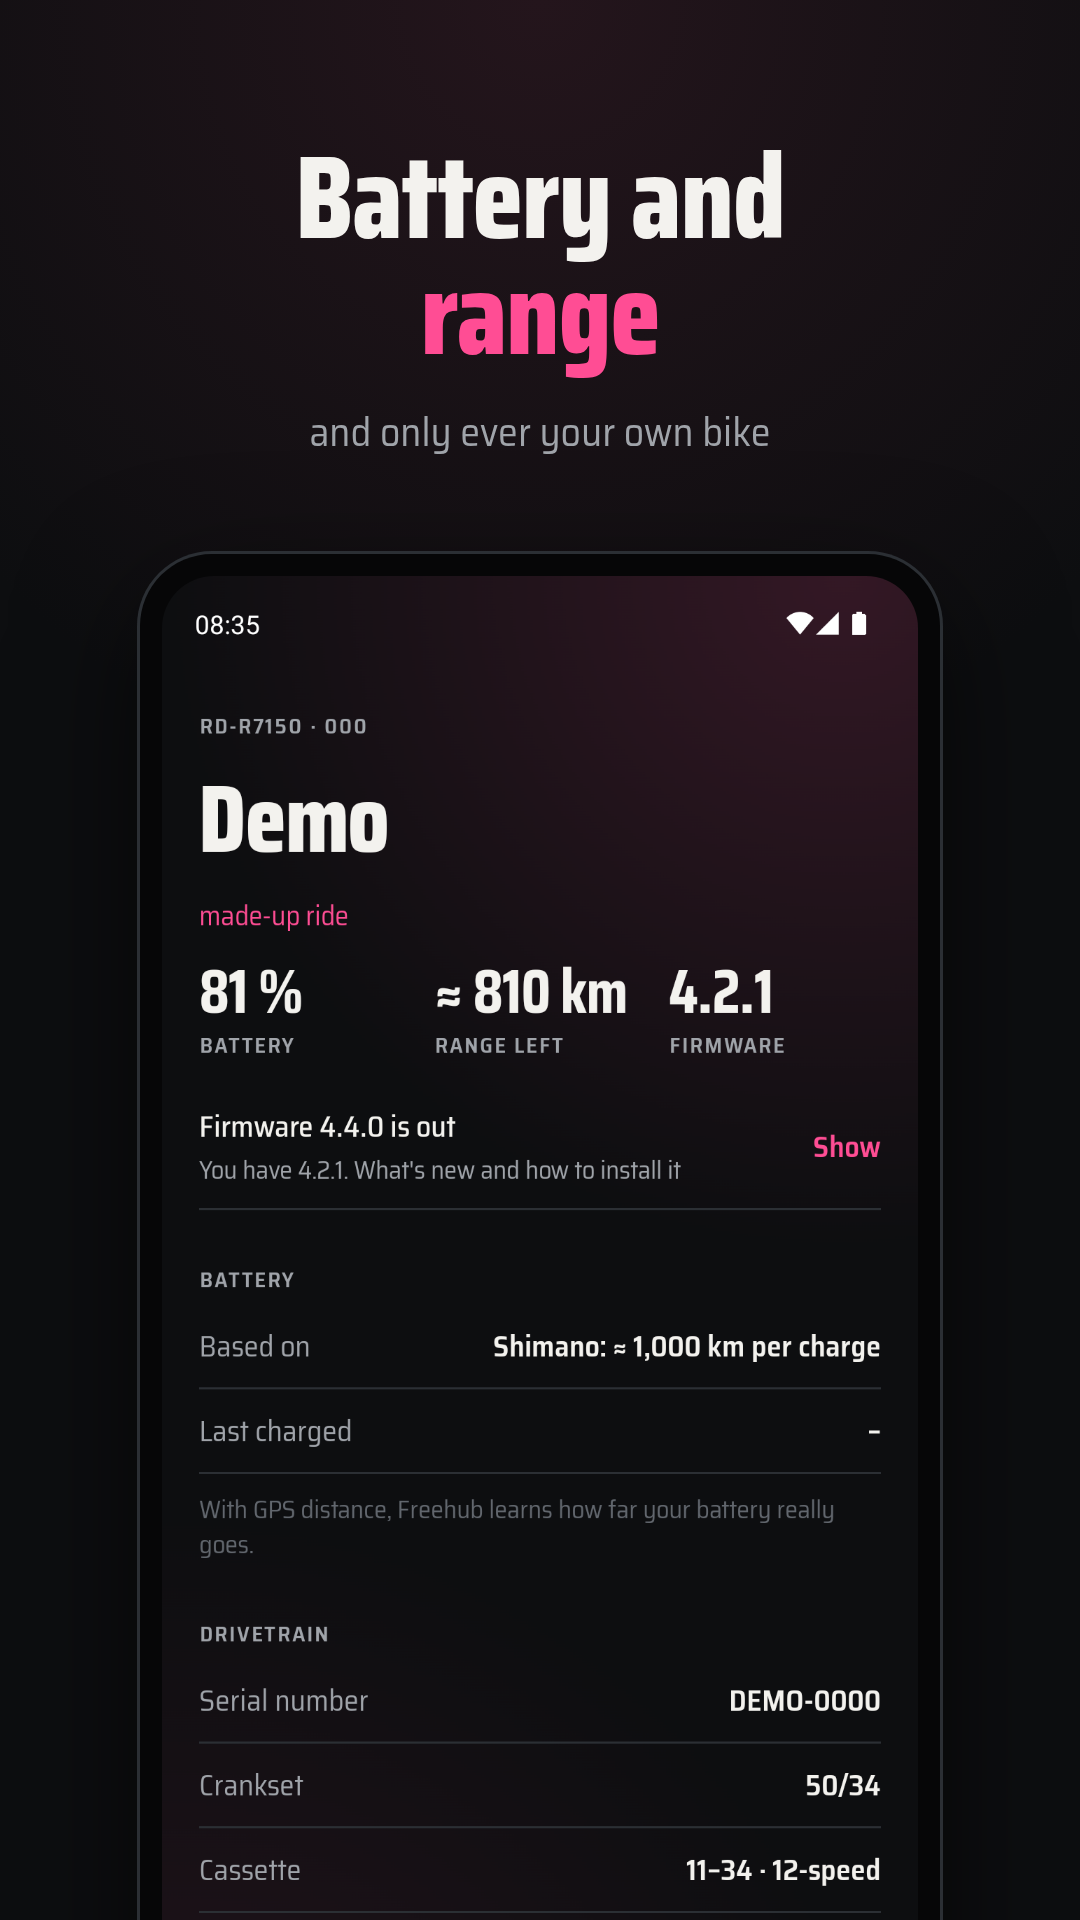 Battery and
range
and only ever your own bike
08:35
RD-R7150 · 000
Demo
made-up ride
81 % ≈ 810 km 4.2.1
BATTERY RANGE LEFT FIRMWARE
Firmware 4.4.0 is out
Show
You have 4.2.1. What's new and how to install it
BATTERY
Based on Shimano: ≈ 1,000 km per charge
Last charged –
With GPS distance, Freehub learns how far your battery really
goes.
DRIVETRAIN
Serial number DEMO-0000
Crankset 50/34
Cassette 11–34 · 12-speed